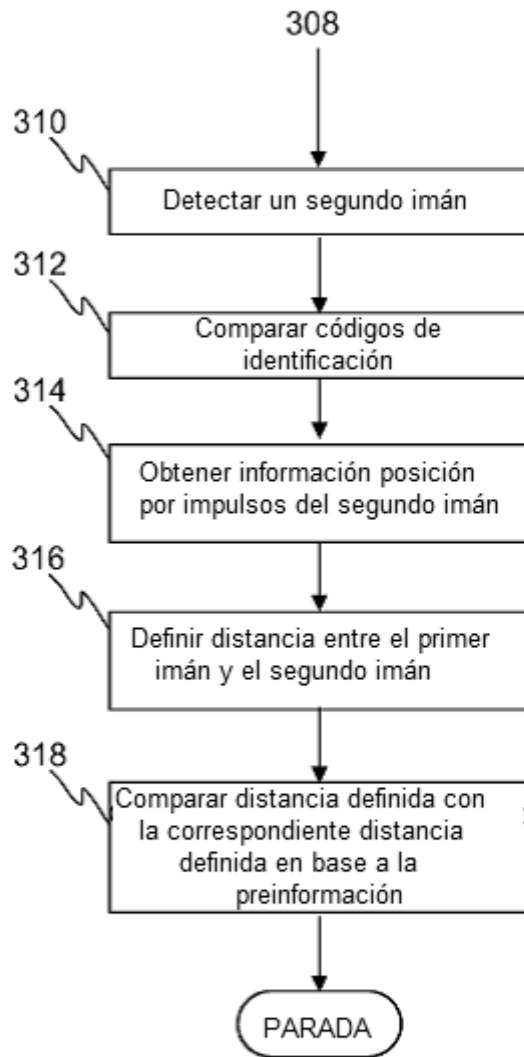 308
310
Detectar un segundo imán
312
Comparar códigos de
identificación
314
Obtener información posición
por impulsos del segundo imán
316
Definir distancia entre el primer
imán y el segundo imán
318
Comparar distancia definida con
la correspondiente distancia
definida en base a la
preinformación
PARADA